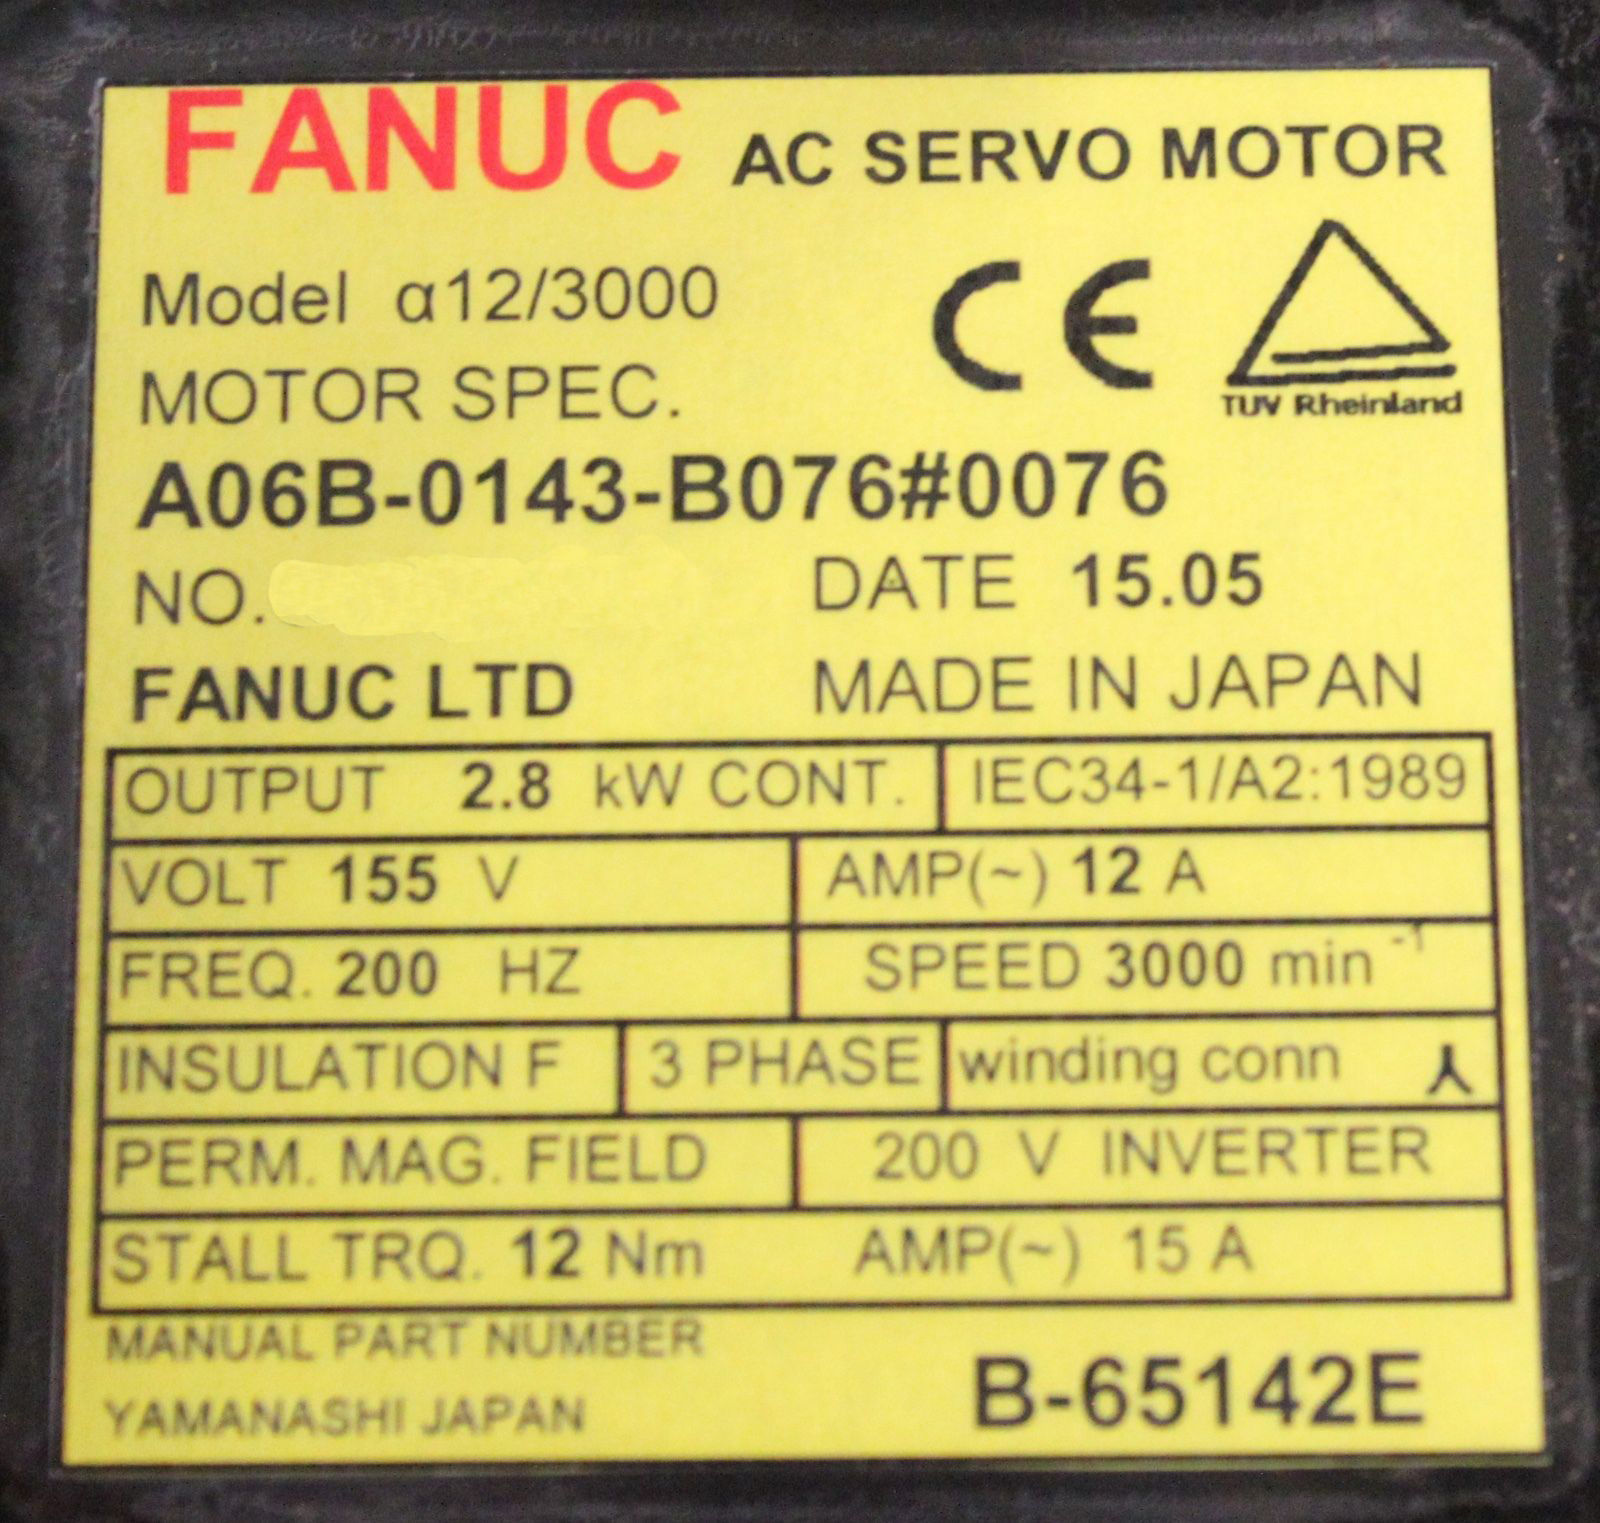 FANUC AC SERVO MOTOR
Model α12/3000
CE
TUV Rheinland
MOTOR SPEC.
A06B-0143-B076#0076
NO. DATE 15.05
FANUC LTD MADE IN JAPAN
OUTPUT 2.8 kW CONT. IEC34-1/A2:1989
VOLT 155 V AMP(~) 12 A
FREQ. 200 HZ SPEED 3000 min⁻¹
INSULATION F 3 PHASE winding conn
PERM. MAG. FIELD 200 V INVERTER
STALL TRQ. 12 Nm AMP(~) 15 A
MANUAL PART NUMBER
B-65142E
YAMANASHI JAPAN